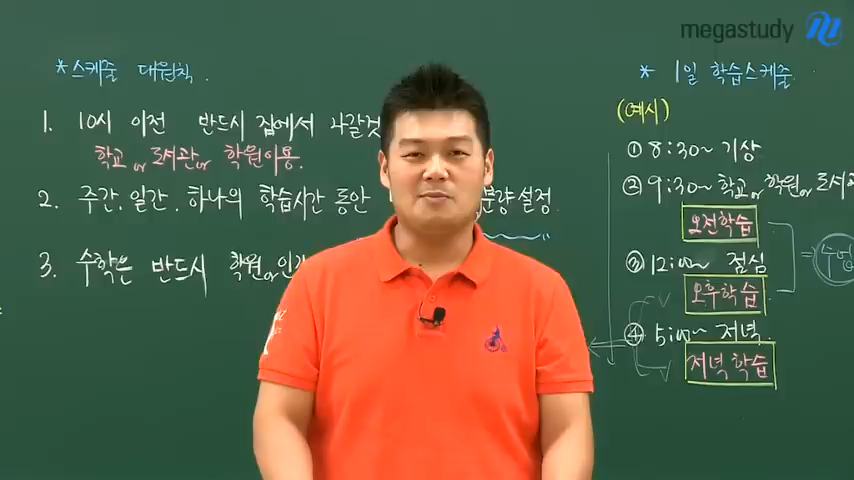 megastudy
*스케줄 대원칙.
1. 10시 이전 반드시 집에서 나갈것
학교 or 도서관 or 학원이용.
2. 주간, 일간, 하나의 학습시간 동안 분량설정.
3. 수학은 반드시 학원 or 인
* 1일 학습스케줄.
(예시)
① 8:30~ 기상
② 9:30~ 학교 or 학원 or 도서
오전학습
③ 12:00~ 점심
오후학습
④ 5:00~ 저녁.
저녁학습